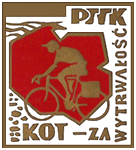 PTTK
WYTRWAŁOŚĆ
KOT – ZA